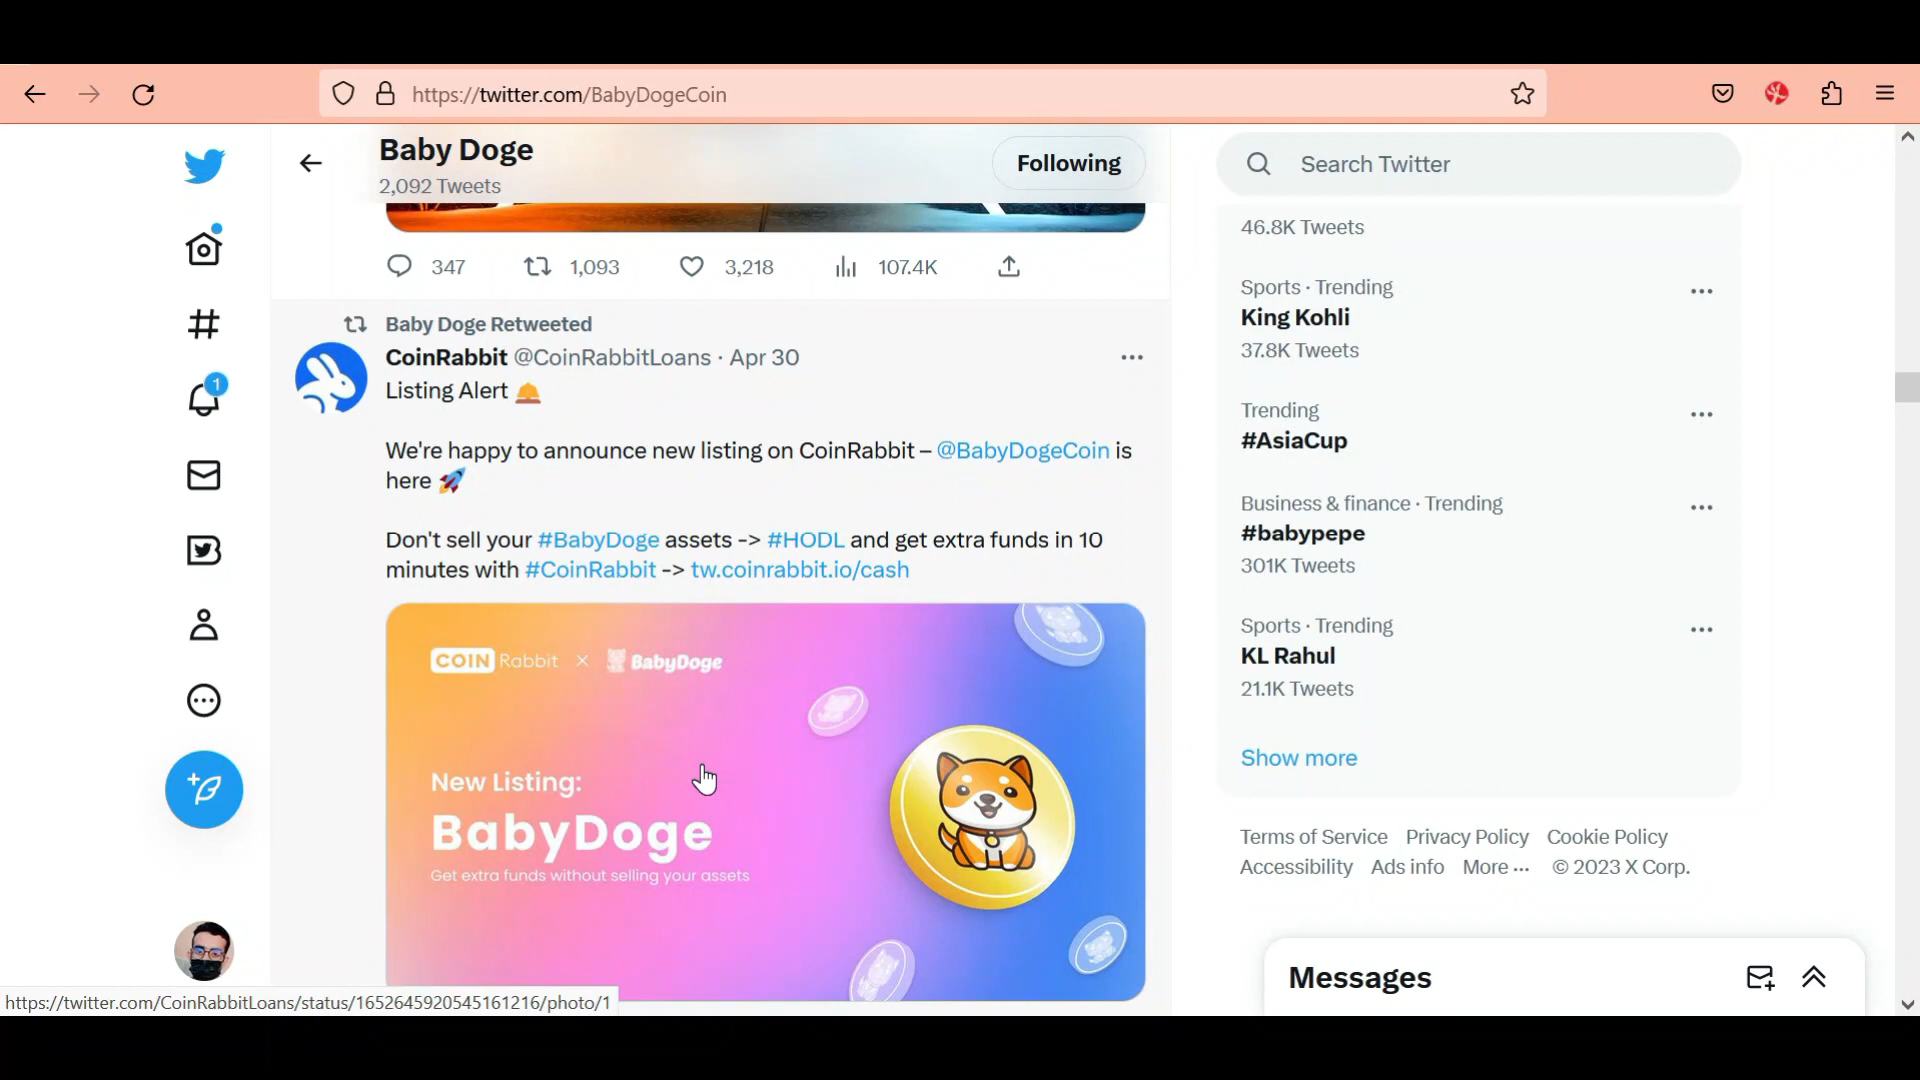 https://twitter.com/BabyDogeCoin
Baby Doge
2,092 Tweets
Following
347 1,093 3,218 107.4K
Baby Doge Retweeted
CoinRabbit @CoinRabbitLoans · Apr 30
Listing Alert
We're happy to announce new listing on CoinRabbit – @BabyDogeCoin is
here 🚀
Don't sell your #BabyDoge assets -> #HODL and get extra funds in 10
minutes with #CoinRabbit -> tw.coinrabbit.io/cash
COIN Rabbit × BabyDoge
New Listing:
BabyDoge
Get extra funds without selling your assets
https://twitter.com/CoinRabbitLoans/status/1652645920545161216/photo/1
1
Search Twitter
46.8K Tweets
Sports · Trending
King Kohli
37.8K Tweets
Trending
#AsiaCup
Business & finance · Trending
#babypepe
301K Tweets
Sports · Trending
KL Rahul
21.1K Tweets
Show more
Terms of Service Privacy Policy Cookie Policy
Accessibility Ads info More ··· © 2023 X Corp.
Messages